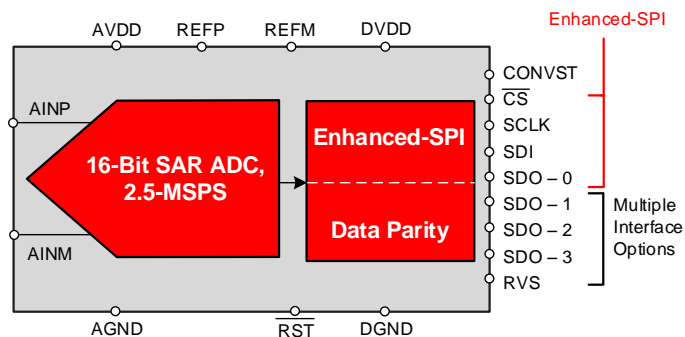 Enhanced-SPI
AVDD
REFP
REFM
DVDD
CONVST
CS
AINP
SCLK
Enhanced-SPI
16-Bit SAR ADC,
2.5-MSPS
SDI
SDO – 0
SDO – 1
Multiple
Interface
Options
Data Parity
SDO – 2
AINM
SDO – 3
RVS
AGND
RST
DGND